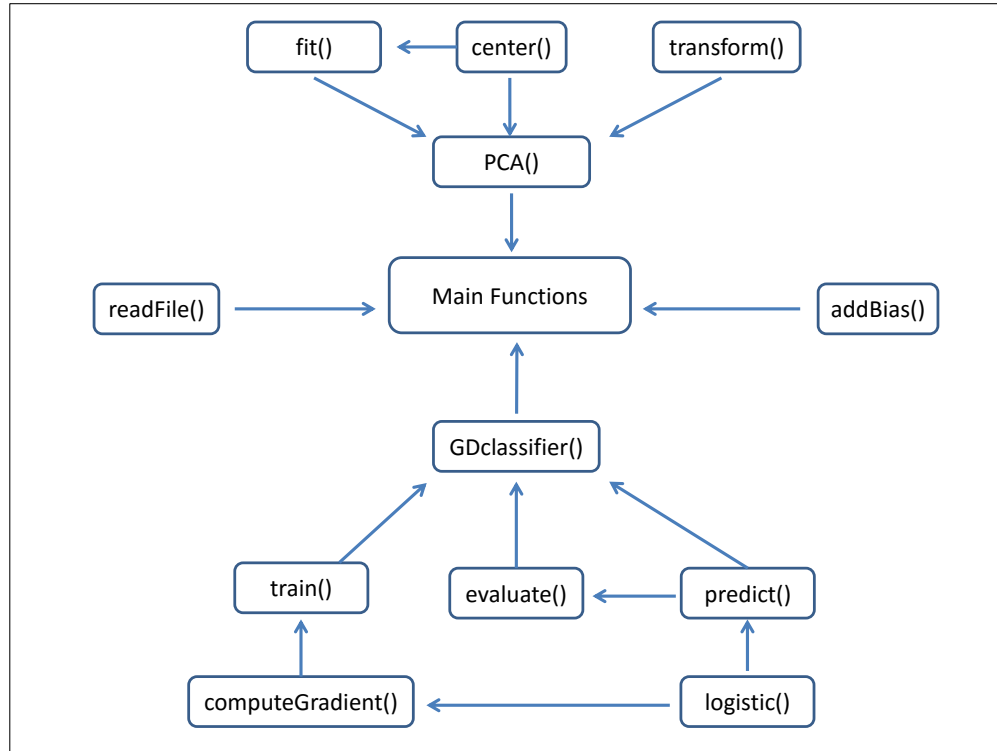 fit()
center()
transform()
PCA()
Main Functions
readFile()
addBias()
GDclassifier()
train()
evaluate()
predict()
computeGradient()
logistic()